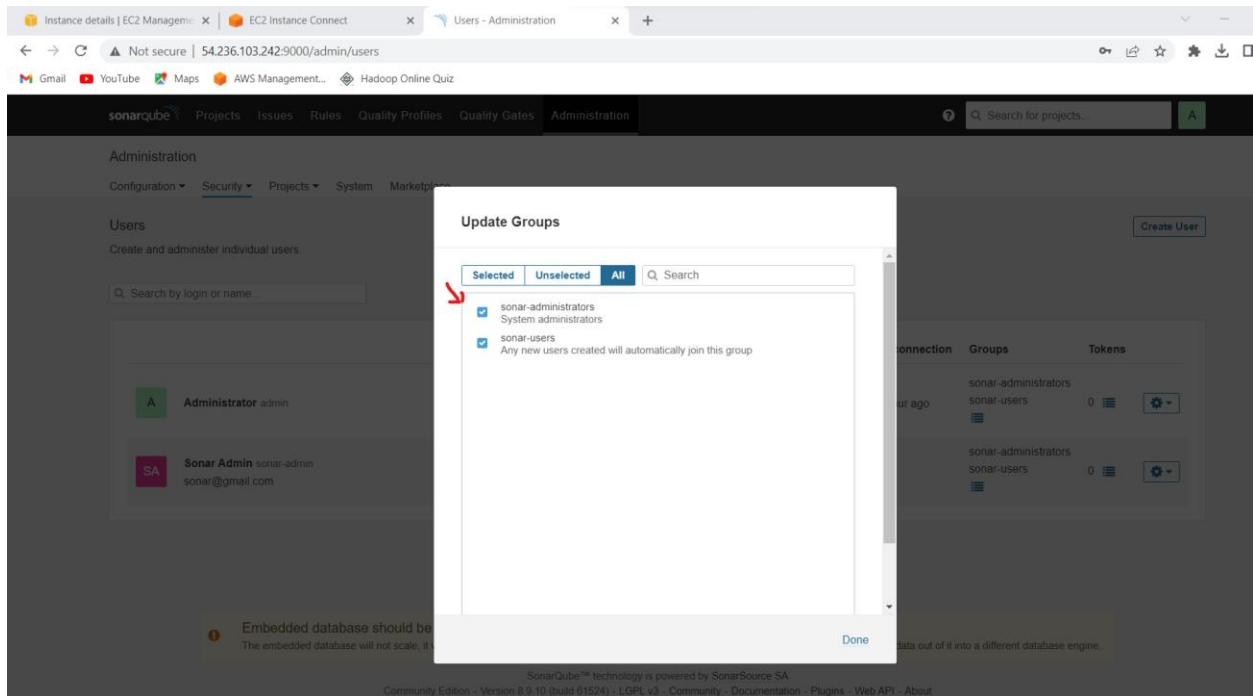 Instance details | EC2 Manageme
EC2 Instance Connect
Users - Administration
Not secure | 54.236.103.242:9000/admin/users
Gmail YouTube Maps AWS Management... Hadoop Online Quiz
sonarqube Projects Issues Rules Quality Profiles Quality Gates Administration Search for projects... A
Administration
Configuration Security Projects System Marketplace
Users
Create User
Create and administer individual users.
Search by login or name...
Update Groups
Selected Unselected All Search
sonar-administrators
System administrators
sonar-users
Any new users created will automatically join this group
Done
connection Groups Tokens
A Administrator admin
ur ago
sonar-administrators
sonar-users
0
SA Sonar Admin sonar-admin
sonar@gmail.com
sonar-administrators
sonar-users
0
Embedded database should be
The embedded database will not scale, it data out of it into a different database engine.
SonarQube™ technology is powered by SonarSource SA
Community Edition - Version 8.9.10 (build 61524) - LGPL v3 - Community - Documentation - Plugins - Web API - About